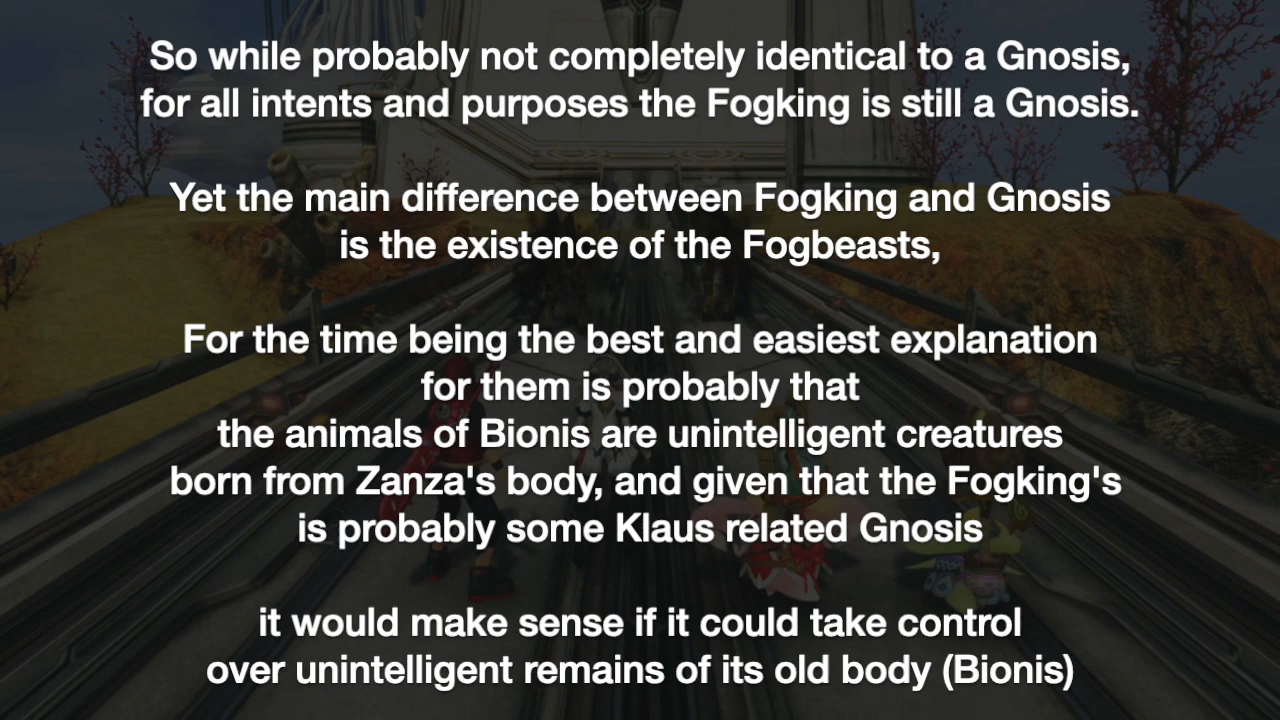 So while probably not completely identical to a Gnosis,
for all intents and purposes the Fogking is still a Gnosis.
Yet the main difference between Fogking and Gnosis
is the existence of the Fogbeasts,
For the time being the best and easiest explanation
for them is probably that
the animals of Bionis are unintelligent creatures
born from Zanza's body, and given that the Fogking's
is probably some Klaus related Gnosis
it would make sense if it could take control
over unintelligent remains of its old body (Bionis)